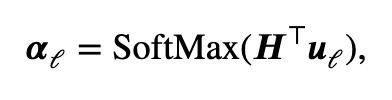 𝜶_ℓ = SoftMax(𝑯^⊤𝒖_ℓ),